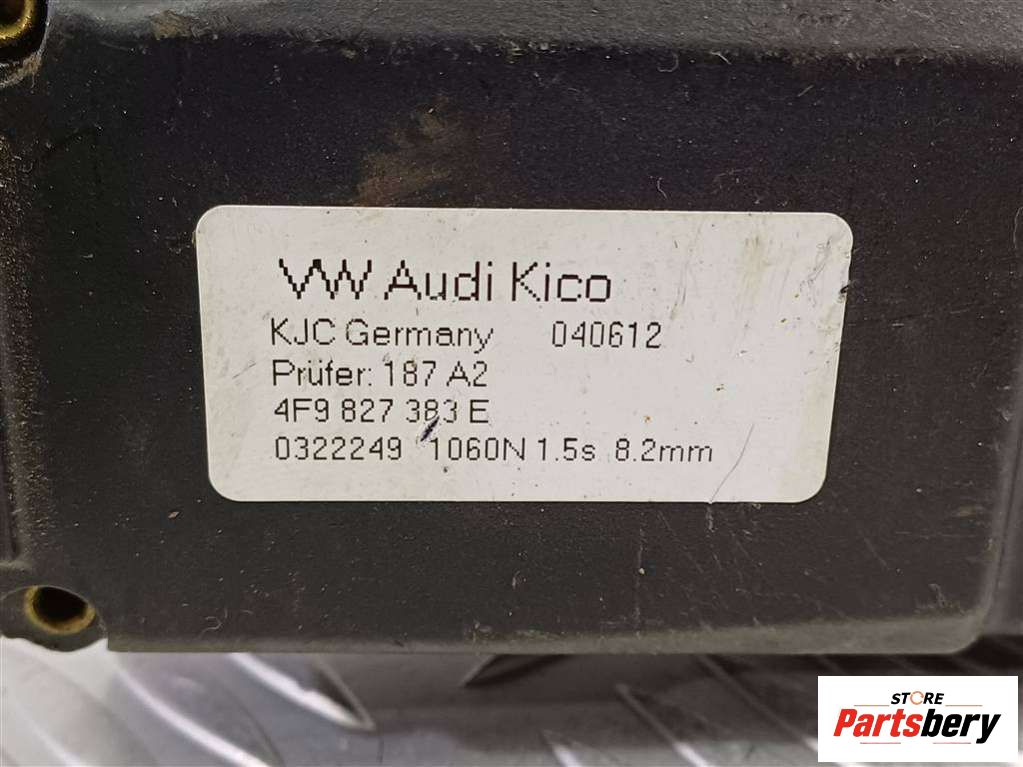 VW Audi Kico
KJC Germany 040612
Prüfer: 187 A2
4F9 827 383 E
0322249 1060N 1.5s 8.2mm
STORE
Partsbery